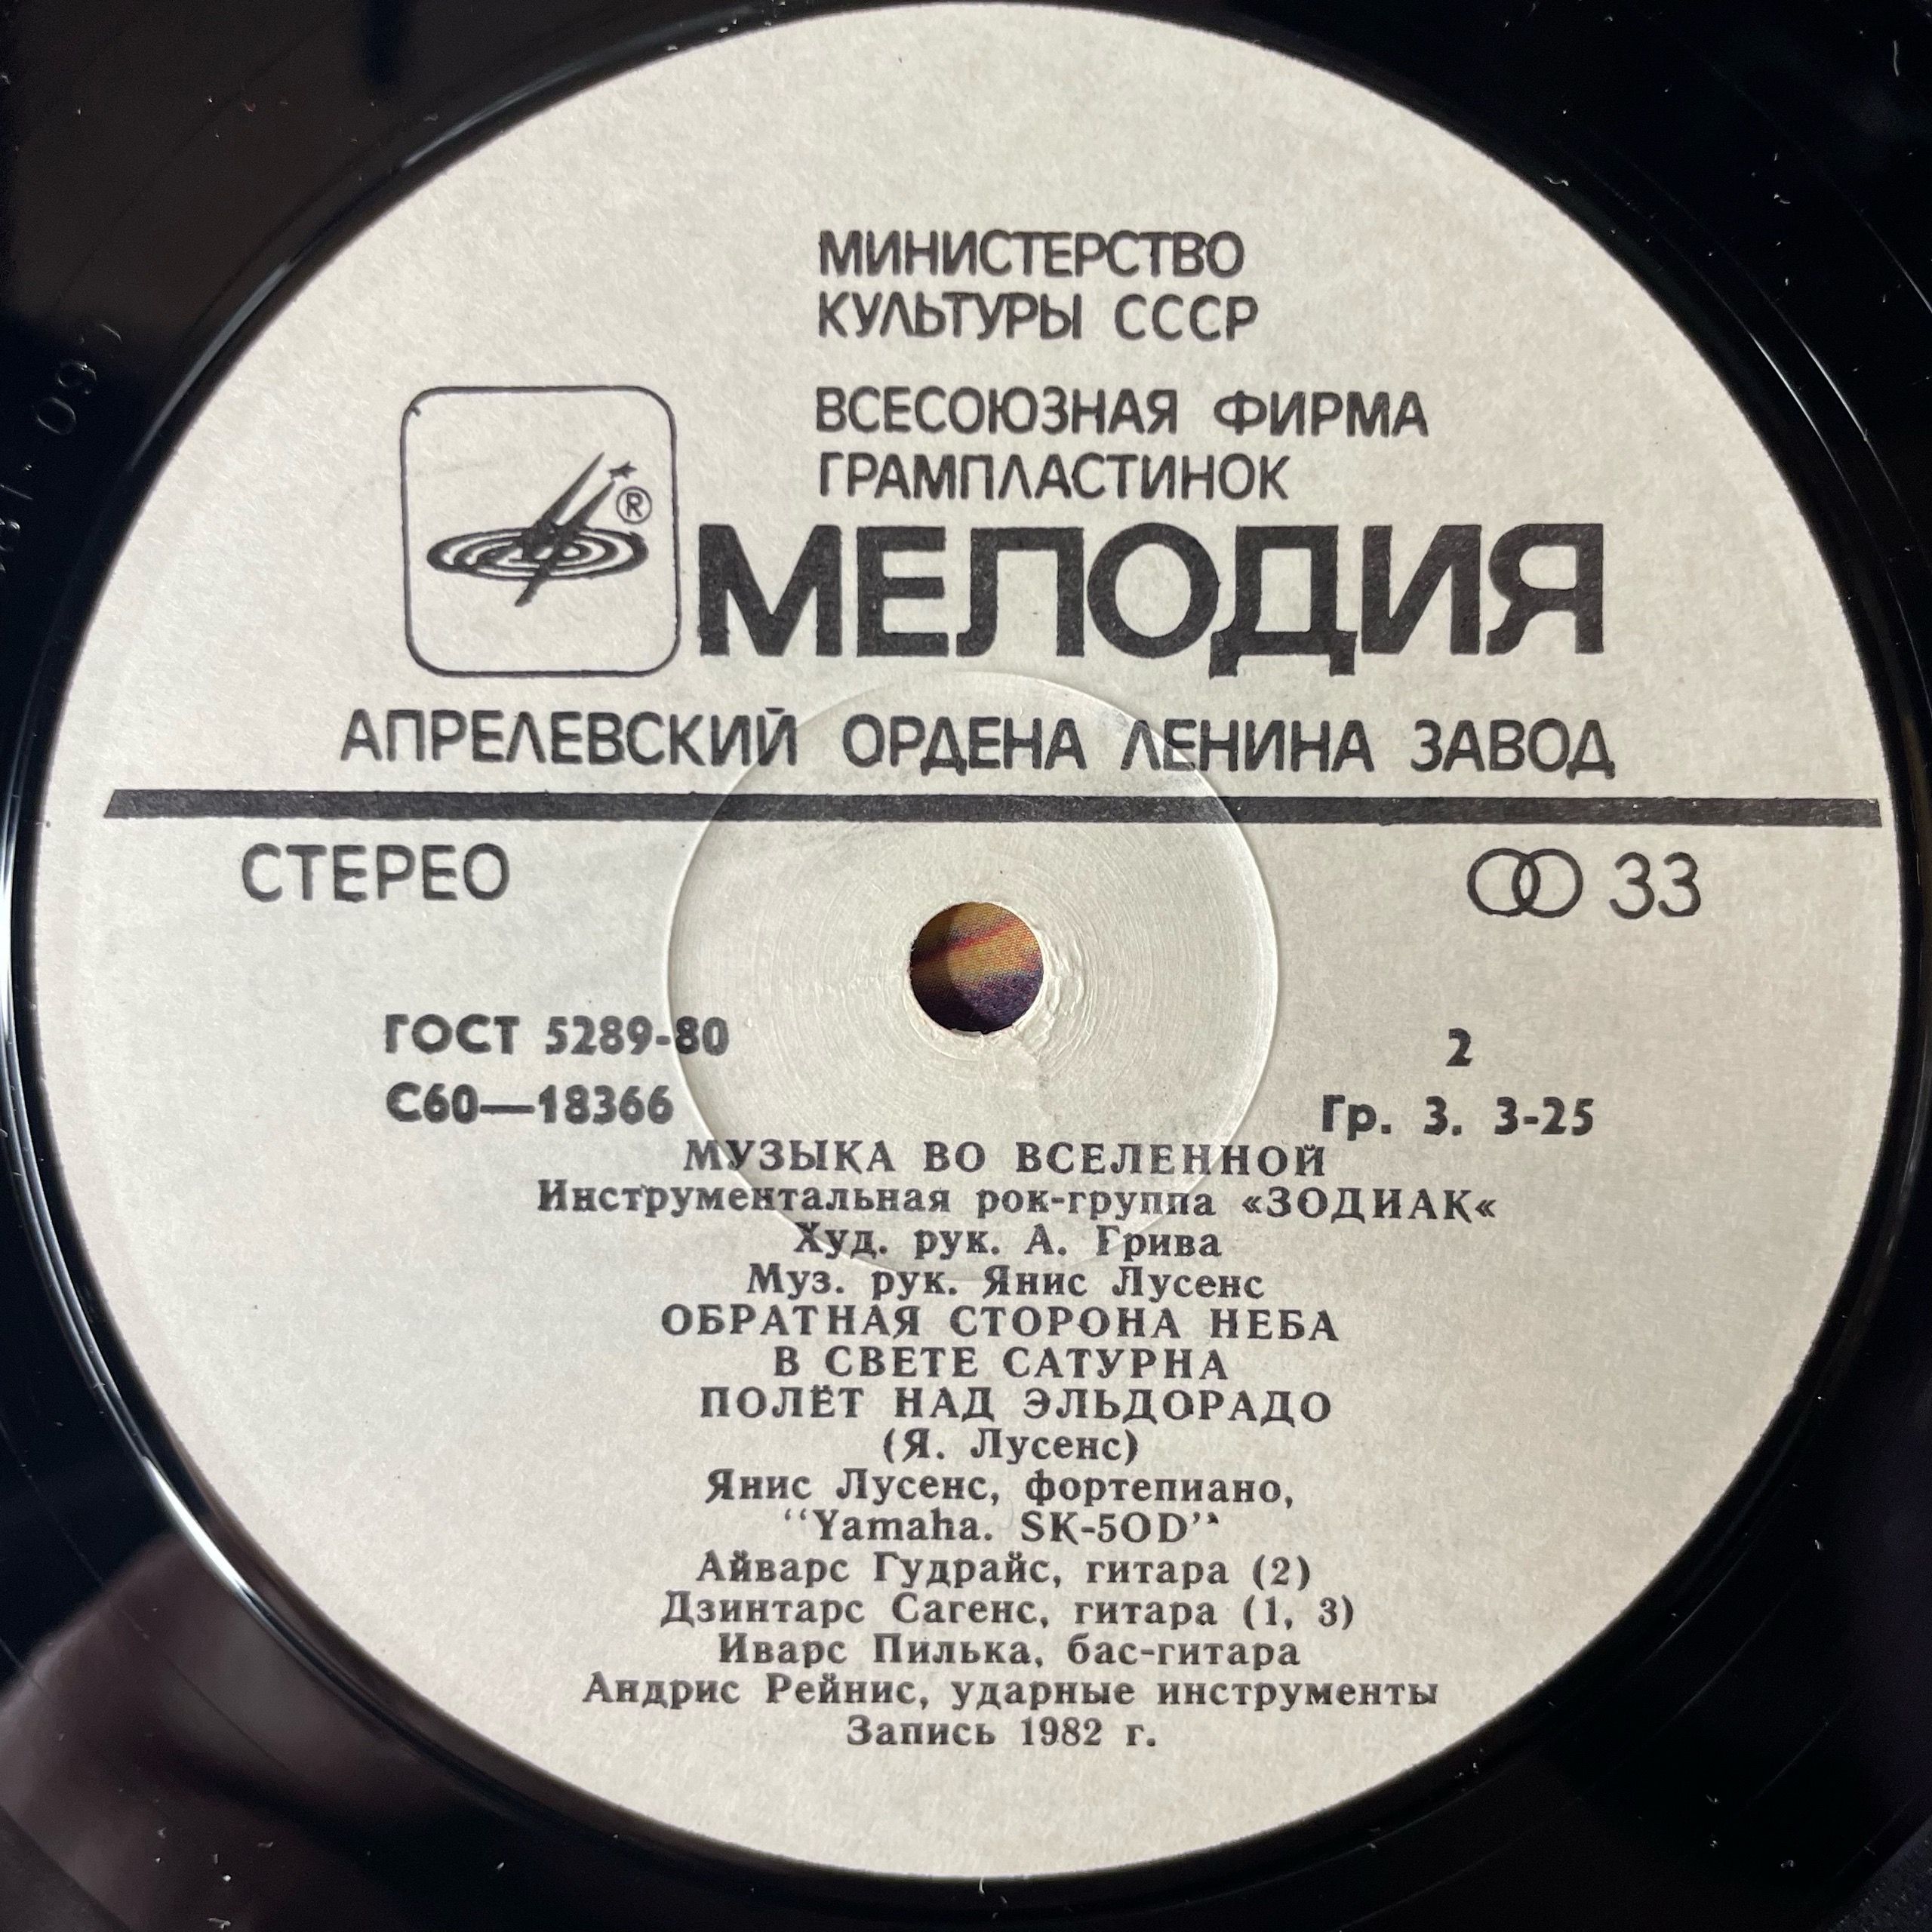 МИНИСТЕРСТВО
КУЛЬТУРЫ СССР
ВСЕСОЮЗНАЯ ФИРМА
ГРАМПЛАСТИНОК
®
МЕЛОДИЯ
АПРЕЛЕВСКИЙ ОРДЕНА ЛЕНИНА ЗАВОД
СТЕРЕО 33
ГОСТ 5289-80 2
С60—18366 Гр. 3. 3-25
МУЗЫКА ВО ВСЕЛЕННОЙ
Инструментальная рок-группа «ЗОДИАК«
Худ. рук. А. Грива
Муз. рук. Янис Лусенс
ОБРАТНАЯ СТОРОНА НЕБА
В СВЕТЕ САТУРНА
ПОЛЁТ НАД ЭЛЬДОРАДО
(Я. Лусенс)
Янис Лусенс, фортепиано,
"Yamaha. SK-50D"
Айварс Гудрайс, гитара (2)
Дзинтарс Сагенс, гитара (1, 3)
Иварс Пилька, бас-гитара
Андрис Рейнис, ударные инструменты
Запись 1982 г.